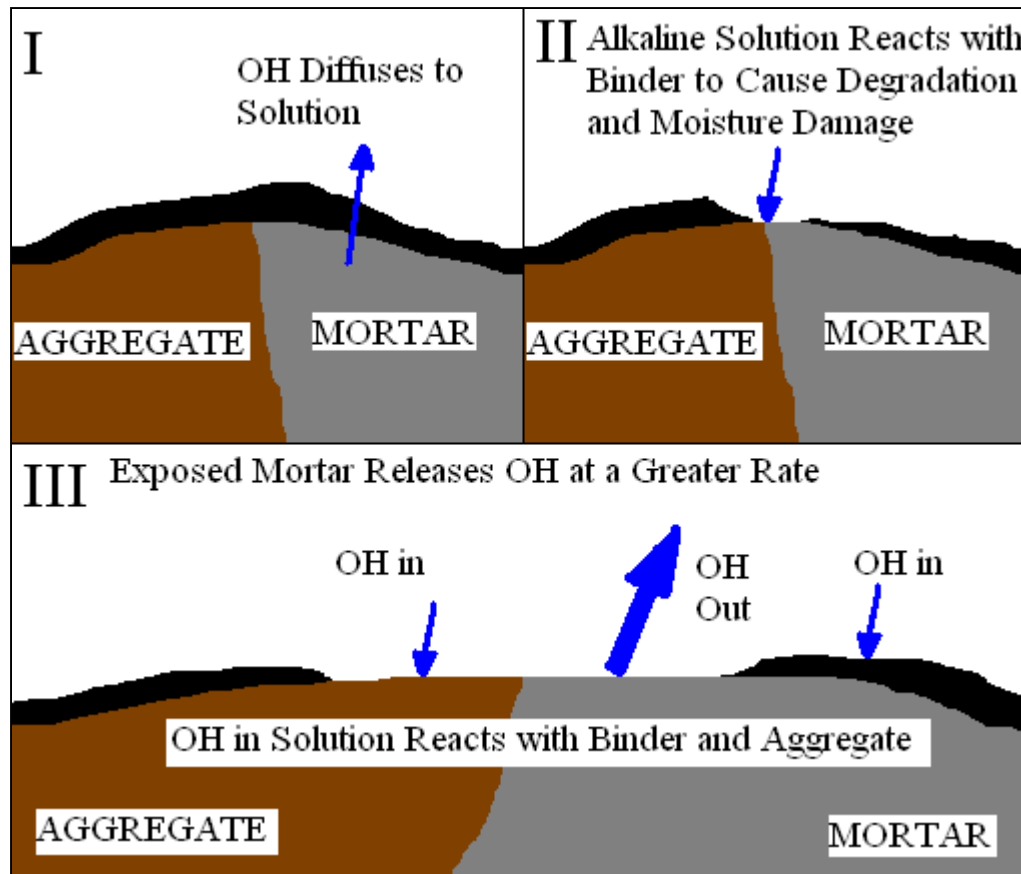 I
OH Diffuses to
Solution
AGGREGATE
MORTAR
II
Alkaline Solution Reacts with
Binder to Cause Degradation
and Moisture Damage
AGGREGATE
MORTAR
III
Exposed Mortar Releases OH at a Greater Rate
OH in
OH
Out
OH in
OH in Solution Reacts with Binder and Aggregate
AGGREGATE
MORTAR